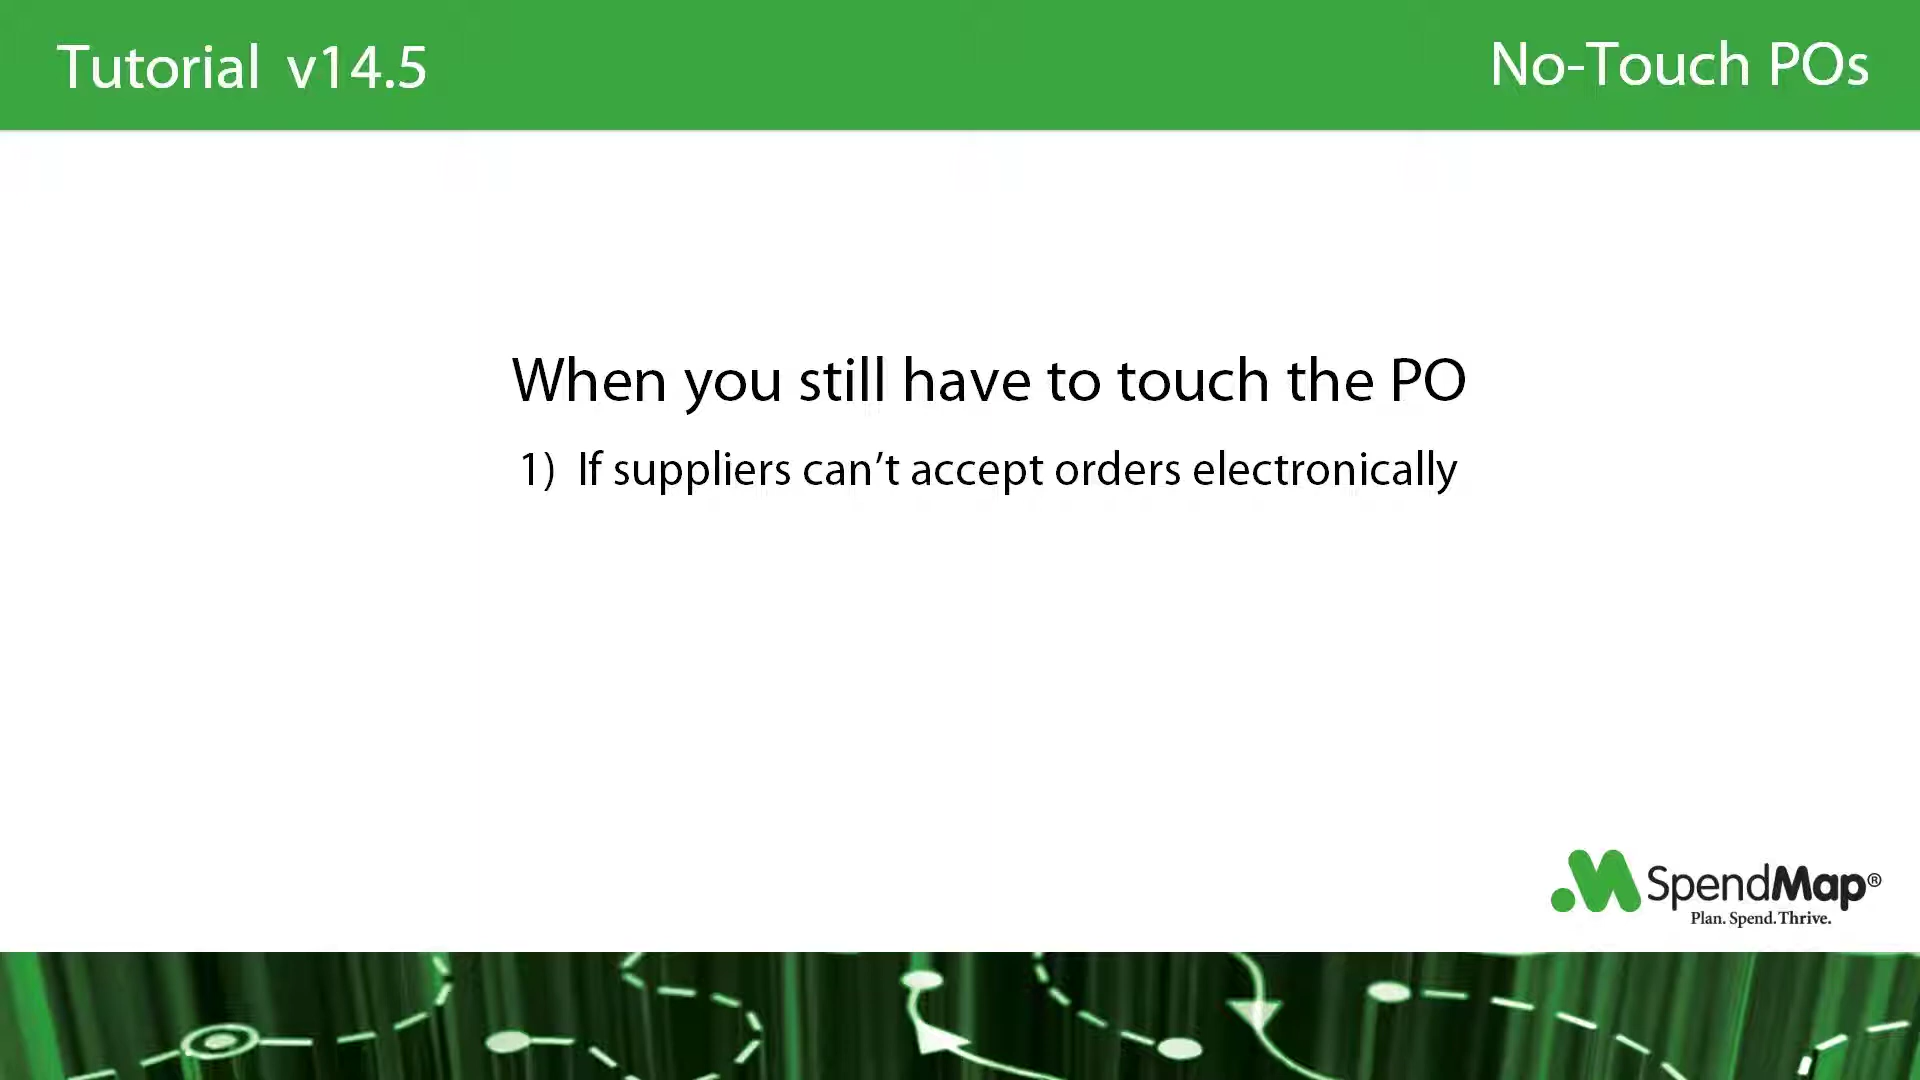 Tutorial v14.5
No-Touch POs
When you still have to touch the PO
1) If suppliers can’t accept orders electronically
SpendMap®
Plan. Spend. Thrive.